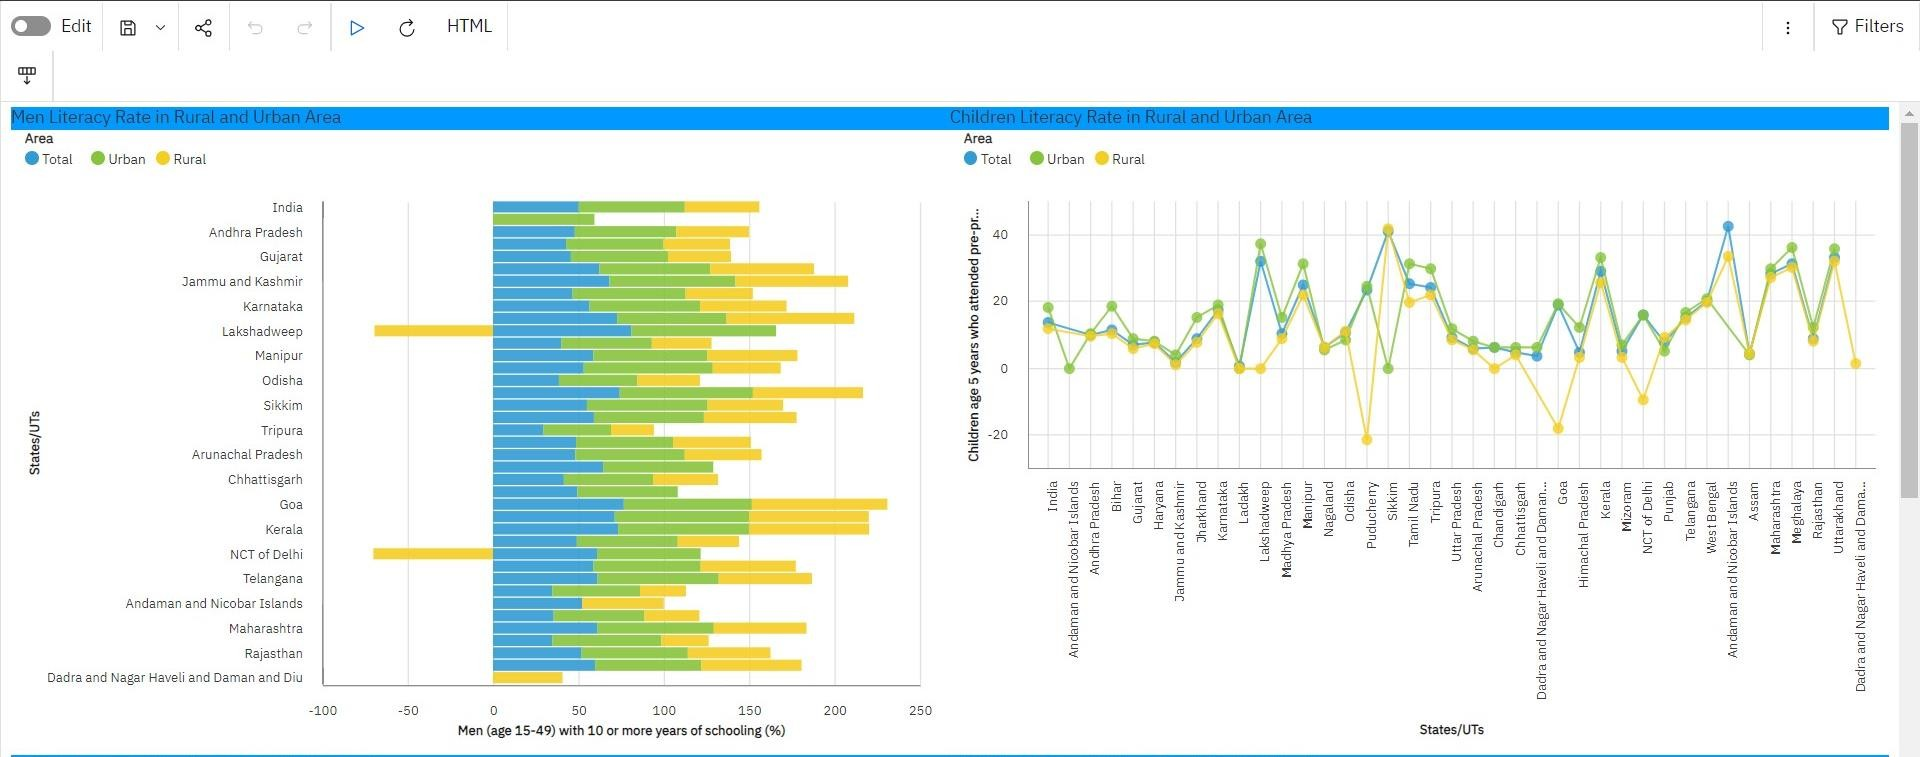 Edit
HTML
Filters
Men Literacy Rate in Rural and Urban Area
Area
Total Urban Rural
India
Andhra Pradesh
Gujarat
Jammu and Kashmir
Karnataka
Lakshadweep
Manipur
Odisha
Sikkim
Tripura
Arunachal Pradesh
Chhattisgarh
Goa
Kerala
NCT of Delhi
Telangana
Andaman and Nicobar Islands
Maharashtra
Rajasthan
Dadra and Nagar Haveli and Daman and Diu
States/UTs
-100 -50 0 50 100 150 200 250
Men (age 15-49) with 10 or more years of schooling (%)
Children Literacy Rate in Rural and Urban Area
Area
Total Urban Rural
Children age 5 years who attended pre-pr...
40
20
0
-20
India
Andaman and Nicobar Islands
Andhra Pradesh
Bihar
Gujarat
Haryana
Jammu and Kashmir
Jharkhand
Karnataka
Ladakh
Lakshadweep
Madhya Pradesh
Manipur
Nagaland
Odisha
Puducherry
Sikkim
Tamil Nadu
Tripura
Uttar Pradesh
Arunachal Pradesh
Chandigarh
Chhattisgarh
Dadra and Nagar Haveli and Daman...
Goa
Himachal Pradesh
Kerala
Mizoram
NCT of Delhi
Punjab
Telangana
West Bengal
Andaman and Nicobar Islands
Assam
Maharashtra
Meghalaya
Rajasthan
Uttarakhand
Dadra and Nagar Haveli and Dama...
States/UTs